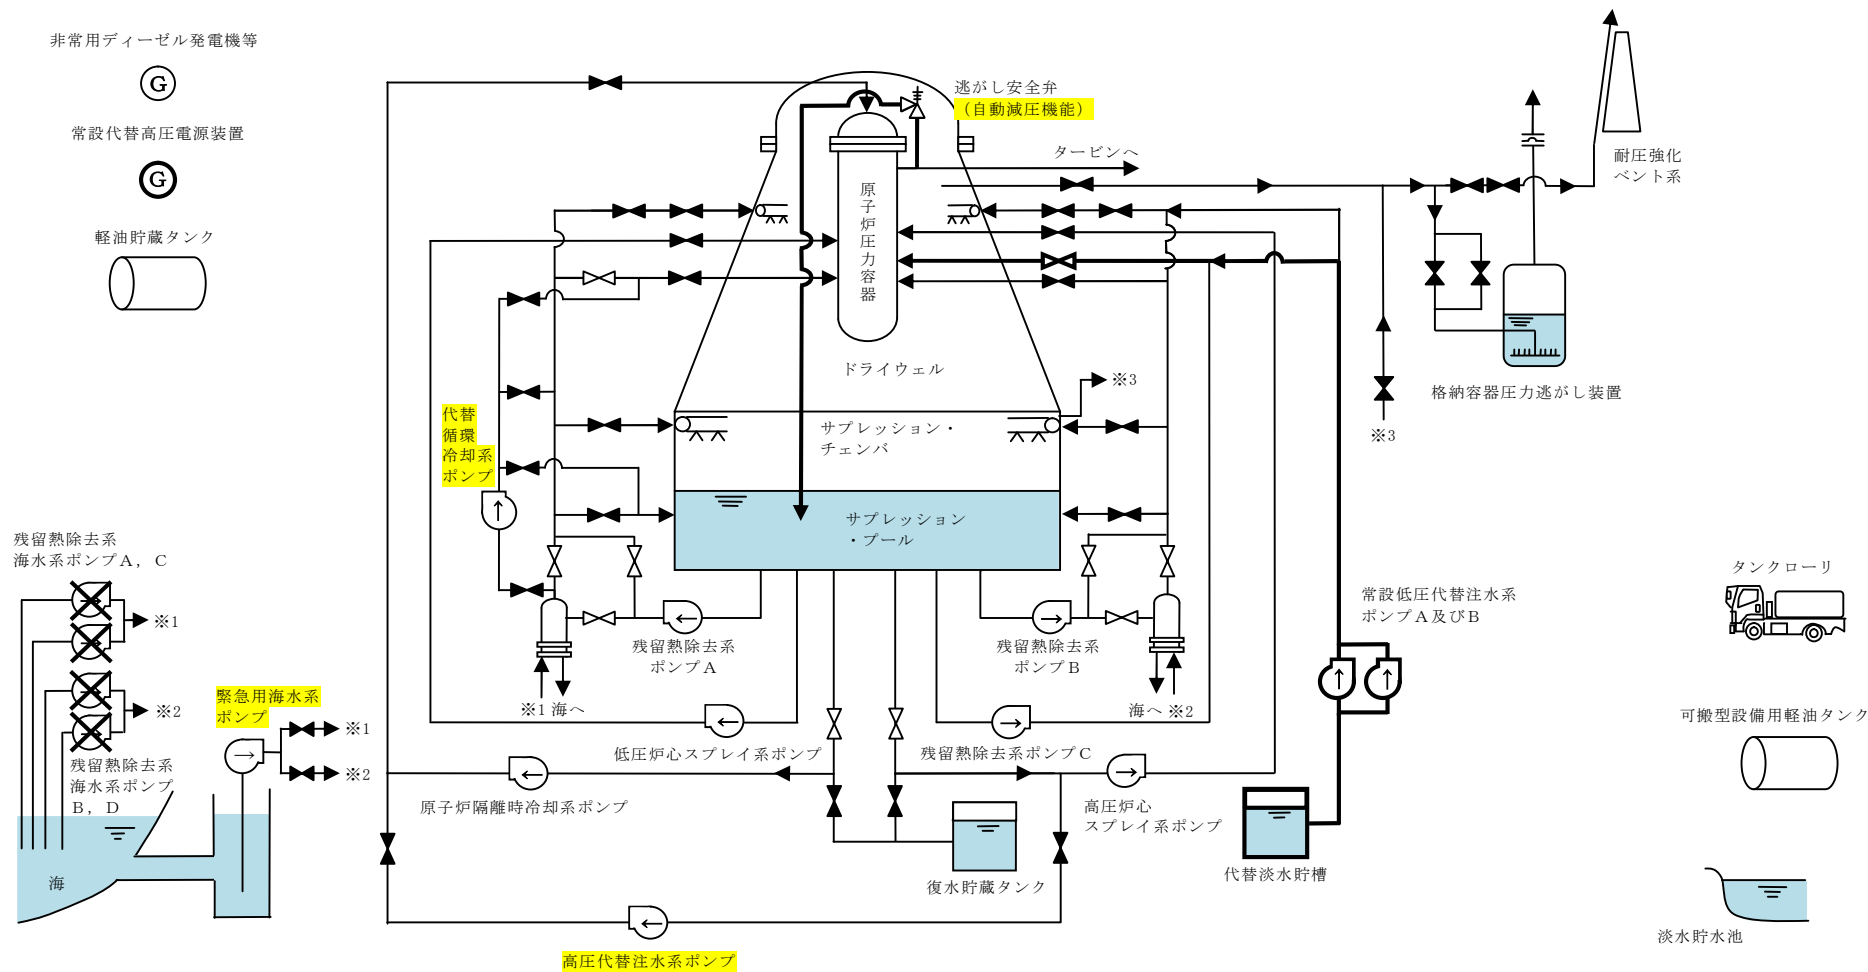 非常用ディーゼル発電機等
G
常設代替高圧電源装置
G
軽油貯蔵タンク
逃がし安全弁
(自動減圧機能)
タービンへ
耐圧強化
ベント系
原子炉圧力容器
ドライウェル
※3
格納容器圧力逃がし装置
※3
代替
循環
冷却系
ポンプ
サプレッション・
チェンバ
サプレッション
・プール
残留熱除去系
海水系ポンプA,C
※1
※2
残留熱除去系
海水系ポンプ
B,D
緊急用海水系
ポンプ
※1
※2
海
残留熱除去系
ポンプA
※1 海へ
残留熱除去系
ポンプB
海へ ※2
低圧炉心スプレイ系ポンプ
残留熱除去系ポンプC
原子炉隔離時冷却系ポンプ
高圧炉心
スプレイ系ポンプ
復水貯蔵タンク
高圧代替注水系ポンプ
常設低圧代替注水系
ポンプA及びB
代替淡水貯槽
タンクローリ
可搬型設備用軽油タンク
淡水貯水池